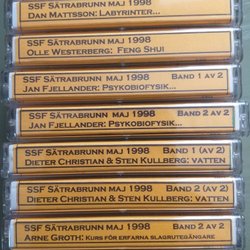 SSF SÄTRABRUNN MAJ 1998
DAN MATTSSON: LABYRINTER...
SSF SÄTRABRUNN MAJ 1998
OLLE WESTERBERG: FENG SHUI
SSF SÄTRABRUNN MAJ 1998 BAND 1 AV 2
JAN FJELLANDER: PSYKOBIOFYSIK...
SSF SÄTRABRUNN MAJ 1998 BAND 2 AV 2
JAN FJELLANDER: PSYKOBIOFYSIK...
SSF SÄTRABRUNN MAJ 1998 BAND 1 (AV 2)
DIETER CHRISTIAN & STEN KULLBERG: VATTEN
SSF SÄTRABRUNN MAJ 1998 BAND 2 (AV 2)
DIETER CHRISTIAN & STEN KULLBERG: VATTEN
SSF SÄTRABRUNN MAJ 1998 BAND 2 AV 2
ARNE GROTH: KURS FÖR ERFARNA SLAGRUTEGÅNGARE